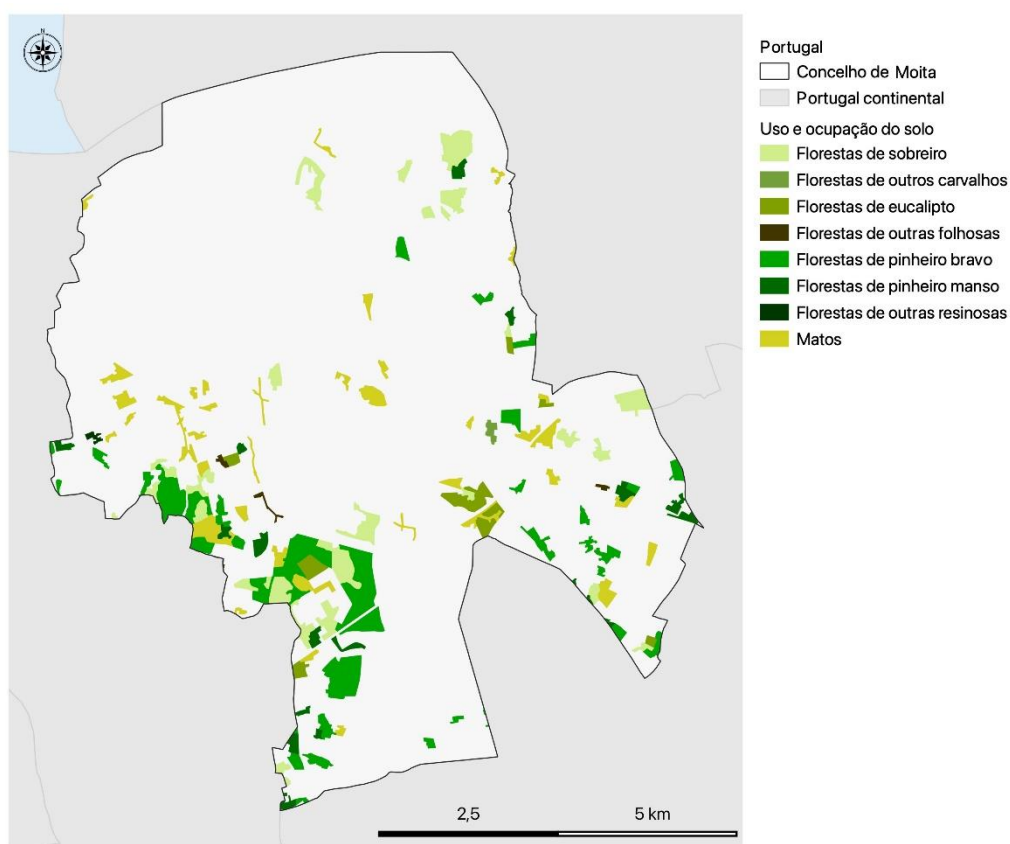 N
Portugal
Concelho de Moita
Portugal continental
Uso e ocupação do solo
Florestas de sobreiro
Florestas de outros carvalhos
Florestas de eucalipto
Florestas de outras folhosas
Florestas de pinheiro bravo
Florestas de pinheiro manso
Florestas de outras resinosas
Matos
2,5 5 km